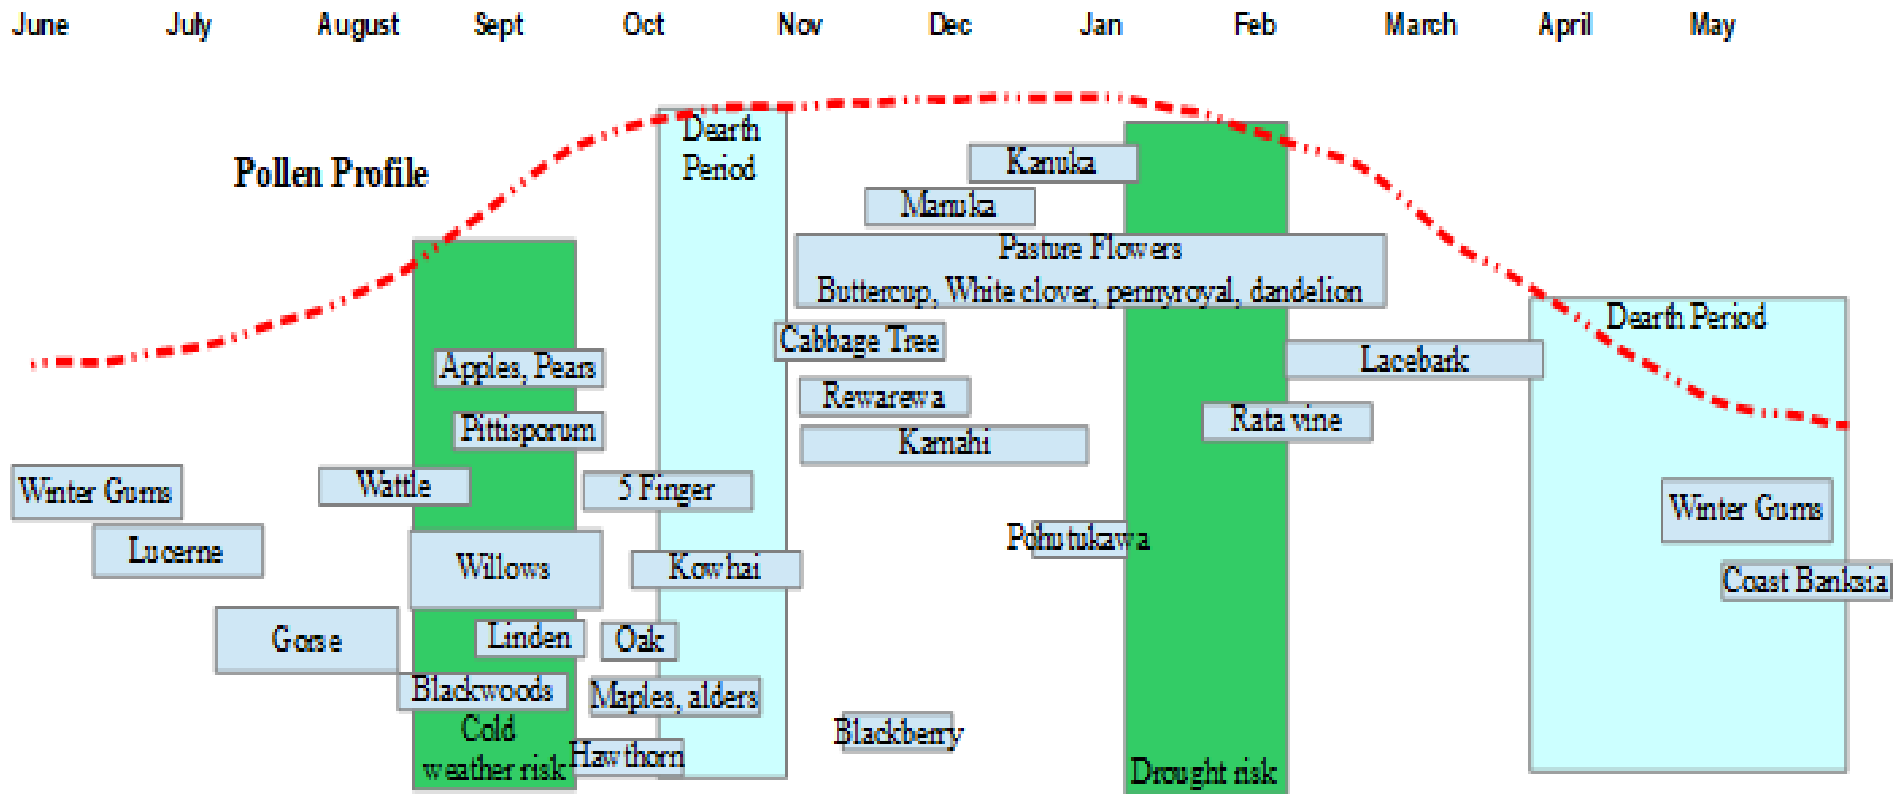 June July August Sept Oct Nov Dec Jan Feb March April May
Dearth
Period
Pollen Profile
Kanuka
Manuka
Pasture Flowers
Buttercup, White clover, pennyroyal, dandelion
Dearth Period
Cabbage Tree
Lacebark
Apples, Pears
Rewarewa
Rata vine
Pittisporum
Kamahi
Winter Gums
Wattle
5 Finger
Winter Gums
Lucerne
Pohutukawa
Willows
Kowhai
Coast Banksia
Gorse
Linden
Oak
Blackwoods
Maples, alders
Cold
weather risk
Blackberry
Hawthorn
Drought risk